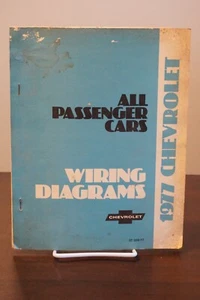 ALL
PASSENGER
CARS
WIRING
DIAGRAMS
CHEVROLET
1977 CHEVROLET